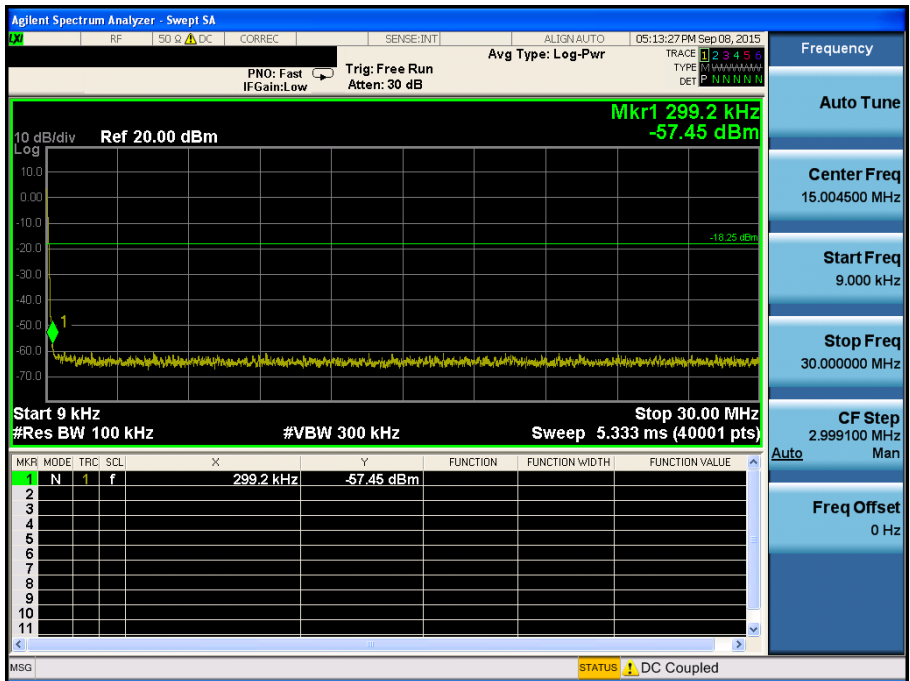 Agilent Spectrum Analyzer - Swept SA
LXI RF 50 Ω DC CORREC SENSE:INT ALIGN AUTO 05:13:27 PM Sep 08, 2015
Frequency
Avg Type: Log-Pwr
TRACE 1 2 3 4 5 6
PNO: Fast Trig: Free Run
TYPE M WWWWW
IFGain:Low Atten: 30 dB
DET P N N N N N
Auto Tune
Mkr1 299.2 kHz
10 dB/div Ref 20.00 dBm -57.45 dBm
Log
10.0
0.00
-10.0
-20.0
-30.0
-40.0
-50.0
-60.0
-70.0
-18.25 dBm
1
Center Freq
15.004500 MHz
Start Freq
9.000 kHz
Stop Freq
30.000000 MHz
Start 9 kHz Stop 30.00 MHz
#Res BW 100 kHz #VBW 300 kHz Sweep 5.333 ms (40001 pts)
CF Step
2.999100 MHz
Auto Man
MKR MODE TRC SCL X Y FUNCTION FUNCTION WIDTH FUNCTION VALUE
1 N 1 f 299.2 kHz -57.45 dBm
2
3
4
5
6
7
8
9
10
11
Freq Offset
0 Hz
MSG STATUS DC Coupled